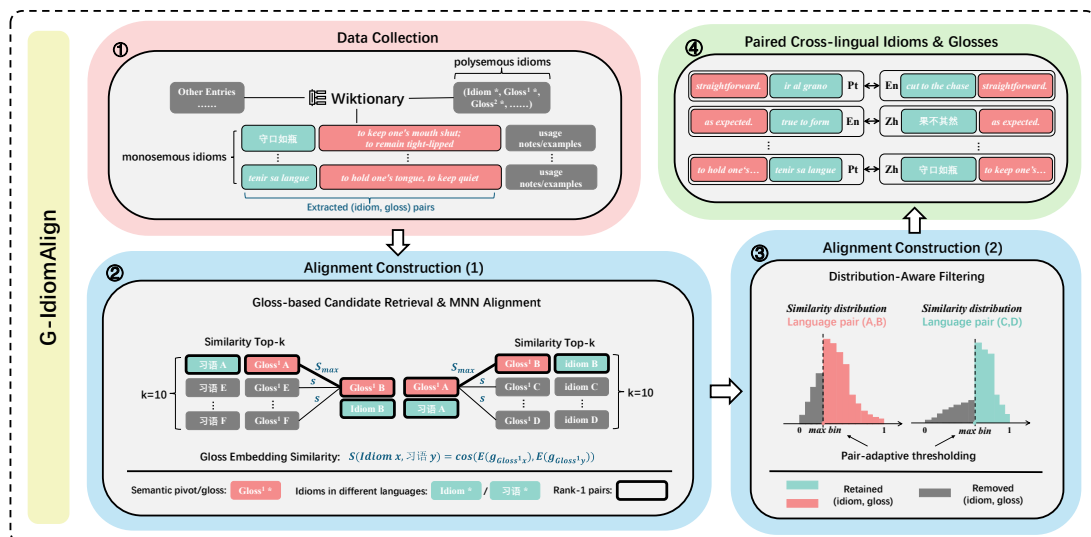 G-IdiomAlign
①
Data Collection
polysemous idioms
Other Entries
……
Wiktionary
(Idiom *, Gloss¹ *,
Gloss² *, ……)
monosemous idioms
守口如瓶
to keep one's mouth shut;
to remain tight-lipped
usage
notes/examples
⋮
⋮
⋮
tenir sa langue
to hold one's tongue, to keep quiet
usage
notes/examples
Extracted (idiom, gloss) pairs
②
Alignment Construction (1)
Gloss-based Candidate Retrieval & MNN Alignment
Similarity Top-k
k=10
习语 A
Gloss¹ A
习语 E
Gloss¹ E
⋮
⋮
习语 F
Gloss¹ F
Smax
s
s
Gloss¹ B
Idiom B
Gloss¹ A
习语 A
Smax
s
s
Similarity Top-k
Gloss¹ B
idiom B
Gloss¹ C
idiom C
⋮
⋮
Gloss¹ D
idiom D
k=10
Gloss Embedding Similarity: S(Idiom x, 习语 y) = cos(E(g_Gloss¹x), E(g_Gloss¹y))
Semantic pivot/gloss: Gloss¹ * Idioms in different languages: Idiom * / 习语 * Rank-1 pairs:
③
Alignment Construction (2)
Distribution-Aware Filtering
Similarity distribution
Language pair (A,B)
0
max bin
1
Similarity distribution
Language pair (C,D)
0
max bin
1
Pair-adaptive thresholding
Retained
(idiom, gloss)
Removed
(idiom, gloss)
④
Paired Cross-lingual Idioms & Glosses
straightforward. ir al grano Pt En cut to the chase straightforward.
as expected. true to form En Zh 果不其然 as expected.
⋮ ⋮
to hold one's… tenir sa langue Pt Zh 守口如瓶 to keep one's…